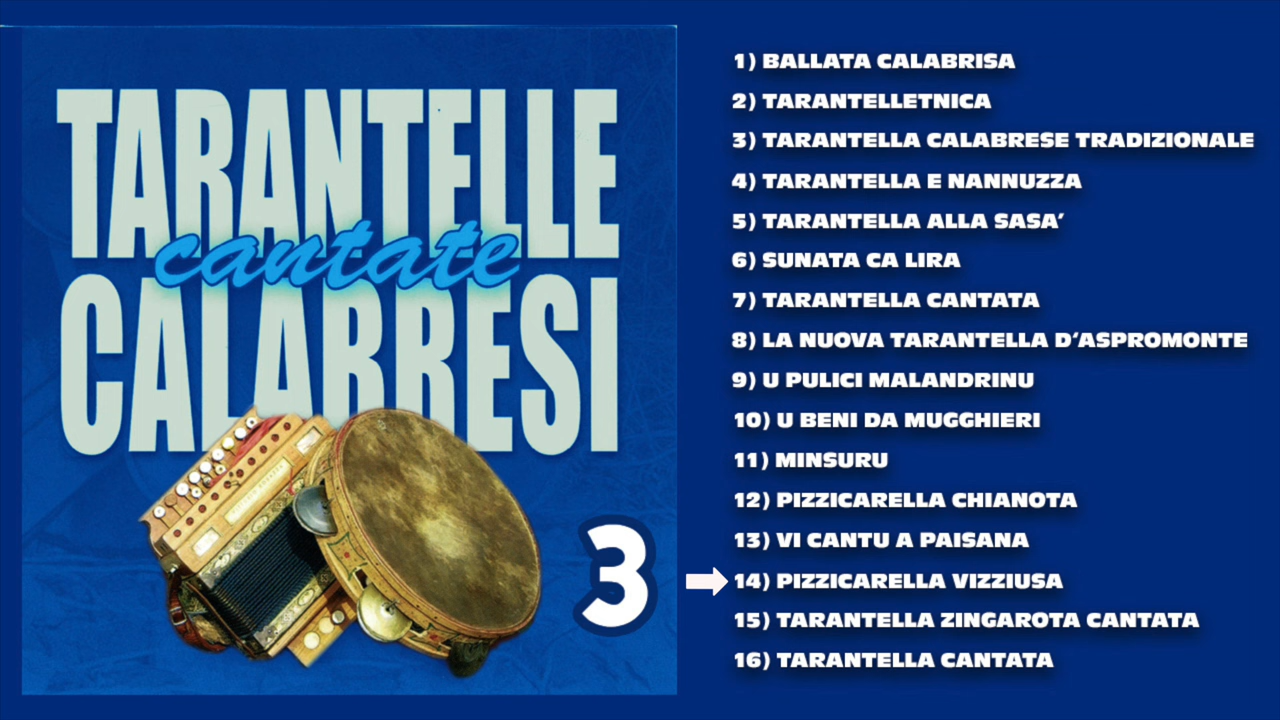 TARANTELLE
cantate
CALABRESI
3
1) BALLATA CALABRISA
2) TARANTELLETNICA
3) TARANTELLA CALABRESE TRADIZIONALE
4) TARANTELLA E NANNUZZA
5) TARANTELLA ALLA SASA'
6) SUNATA CA LIRA
7) TARANTELLA CANTATA
8) LA NUOVA TARANTELLA D'ASPROMONTE
9) U PULICI MALANDRINU
10) U BENI DA MUGGHIERI
11) MINSURU
12) PIZZICARELLA CHIANOTA
13) VI CANTU A PAISANA
14) PIZZICARELLA VIZZIUSA
15) TARANTELLA ZINGAROTA CANTATA
16) TARANTELLA CANTATA